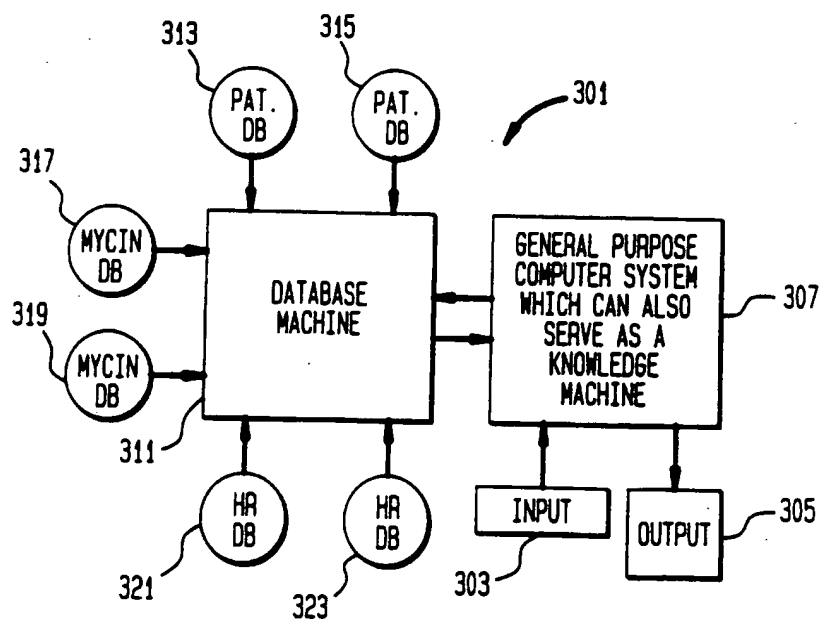 313
315
301
PAT.
DB
PAT.
DB
317
MYCIN
DB
DATABASE
MACHINE
GENERAL PURPOSE
COMPUTER SYSTEM
WHICH CAN ALSO
SERVE AS A
KNOWLEDGE
MACHINE
307
319
MYCIN
DB
311
HR
DB
HR
DB
INPUT
OUTPUT
305
321
323
303